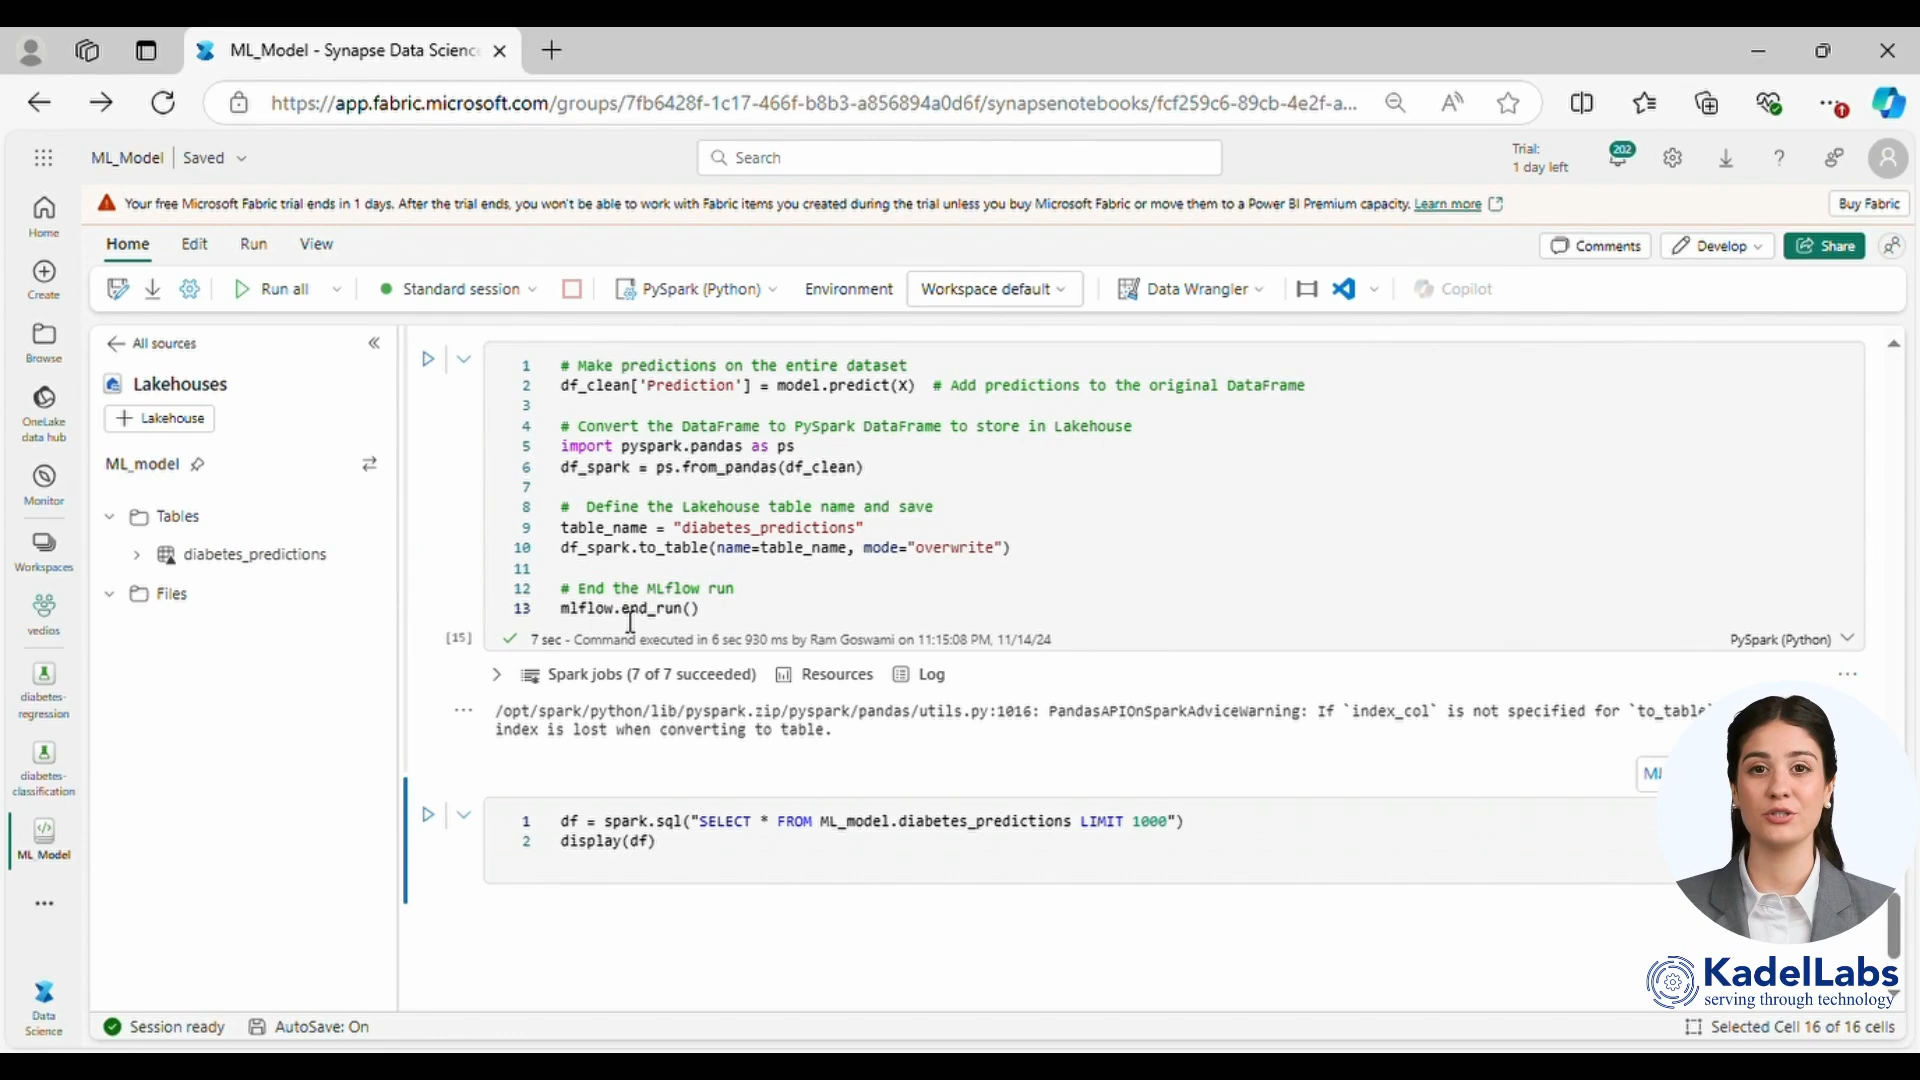 ML_Model - Synapse Data Scienc
https://app.fabric.microsoft.com/groups/7fb6428f-1c17-466f-b8b3-a856894a0d6f/synapsenotebooks/fcf259c6-89cb-4e2f-a...
ML_Model | Saved
Search
Trial:
1 day left
202
Your free Microsoft Fabric trial ends in 1 days. After the trial ends, you won't be able to work with Fabric items you created during the trial unless you buy Microsoft Fabric or move them to a Power BI Premium capacity. Learn more
Buy Fabric
Home Edit Run View
Comments Develop Share
Run all Standard session PySpark (Python) Environment Workspace default Data Wrangler Copilot
Home
Create
Browse
OneLake
data hub
Monitor
Workspaces
vedios
diabetes-
regression
diabetes-
classification
ML_Model
Data
Science
All sources
Lakehouses
+ Lakehouse
ML_model
Tables
diabetes_predictions
Files
1 # Make predictions on the entire dataset
2 df_clean['Prediction'] = model.predict(X) # Add predictions to the original DataFrame
3
4 # Convert the DataFrame to PySpark DataFrame to store in Lakehouse
5 import pyspark.pandas as ps
6 df_spark = ps.from_pandas(df_clean)
7
8 # Define the Lakehouse table name and save
9 table_name = "diabetes_predictions"
10 df_spark.to_table(name=table_name, mode="overwrite")
11
12 # End the MLflow run
13 mlflow.end_run()
[15] 7 sec - Command executed in 6 sec 930 ms by Ram Goswami on 11:15:08 PM, 11/14/24 PySpark (Python)
Spark jobs (7 of 7 succeeded) Resources Log
/opt/spark/python/lib/pyspark.zip/pyspark/pandas/utils.py:1016: PandasAPIOnSparkAdviceWarning: If `index_col` is not specified for `to_table`
index is lost when converting to table.
1 df = spark.sql("SELECT * FROM ML_model.diabetes_predictions LIMIT 1000")
2 display(df)
KadelLabs
serving through technology
Session ready AutoSave: On
Selected Cell 16 of 16 cells